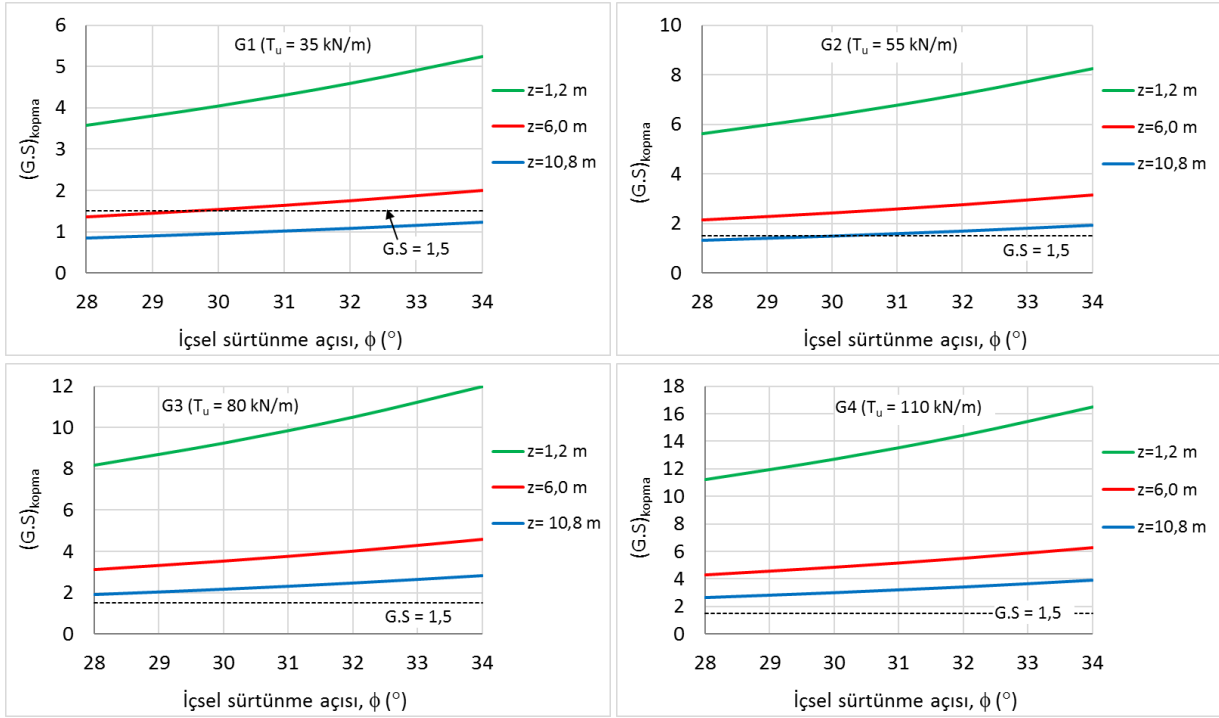 G1 (Tu = 35 kN/m)
(G.S)kopma
6
5
4
3
2
1
0
G.S = 1,5
28 29 30 31 32 33 34
İçsel sürtünme açısı, ϕ (°)
z=1,2 m
z=6,0 m
z=10,8 m
G2 (Tu = 55 kN/m)
(G.S)kopma
10
8
6
4
2
0
G.S = 1,5
28 29 30 31 32 33 34
İçsel sürtünme açısı, ϕ (°)
z=1,2 m
z=6,0 m
z=10,8 m
G3 (Tu = 80 kN/m)
(G.S)kopma
12
10
8
6
4
2
0
G.S = 1,5
28 29 30 31 32 33 34
İçsel sürtünme açısı, ϕ (°)
z=1,2 m
z=6,0 m
z= 10,8 m
G4 (Tu = 110 kN/m)
(G.S)kopma
18
16
14
12
10
8
6
4
2
0
G.S = 1,5
28 29 30 31 32 33 34
İçsel sürtünme açısı, ϕ (°)
z=1,2 m
z=6,0 m
z=10,8 m